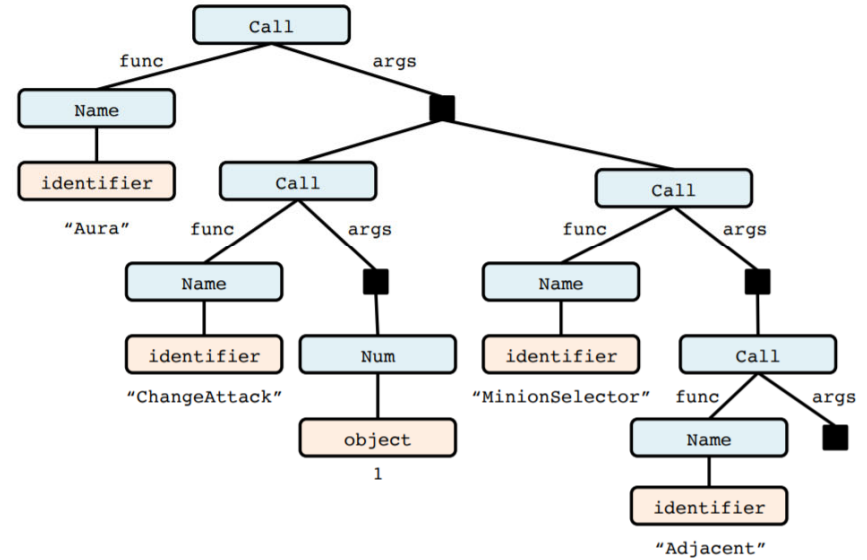 Call
func
args
Name
identifier
Call
Call
“Aura”
func
args
func
args
Name
Name
identifier
Num
identifier
Call
“ChangeAttack”
“MinionSelector”
func
args
object
Name
1
identifier
“Adjacent”